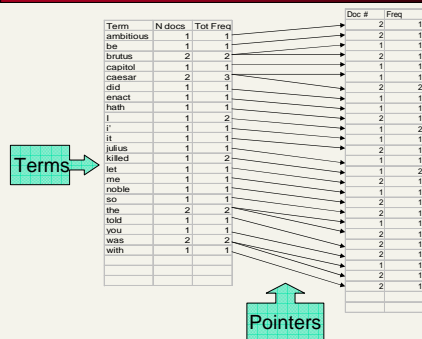 Term N docs Tot Freq
ambitious 1 1
be 1 1
brutus 2 2
capitol 1 1
caesar 2 3
did 1 1
enact 1 1
hath 1 1
I 1 2
i' 1 1
it 1 1
julius 1 1
killed 1 2
let 1 1
me 1 1
noble 1 1
so 1 1
the 2 2
told 1 1
you 1 1
was 2 2
with 1 1
Doc # Freq
2 1
2 1
1 1
2 1
1 1
1 1
2 2
1 1
1 1
2 1
1 2
1 1
2 1
1 1
1 2
2 1
1 1
2 1
2 1
1 1
2 1
2 1
2 1
1 1
2 1
2 1
Terms
Pointers